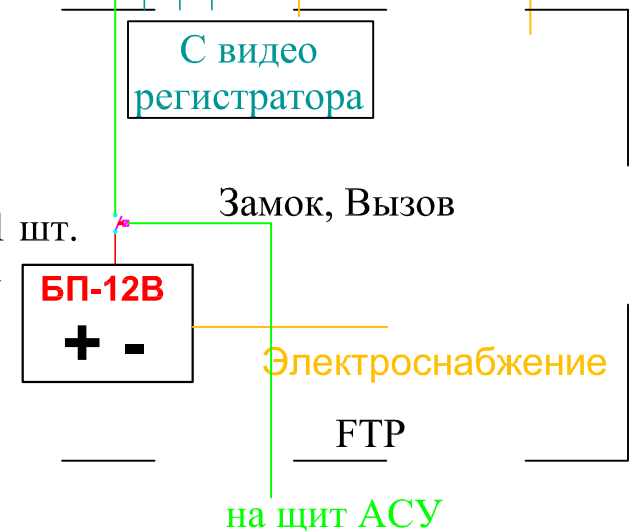 С видео
регистратора
Замок, Вызов
шт.
БП-12В
+ -
Электроснабжение
FTP
на щит АСУ